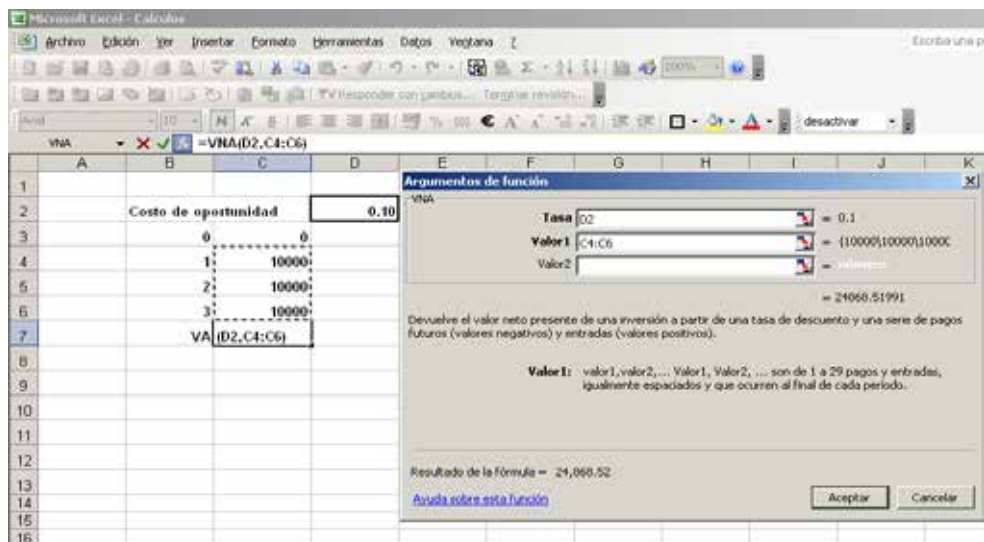 Microsoft Excel - Calculos
Archivo Edición Ver Insertar Formato Herramientas Datos Ventana ?
Escriba una p
100%
Responder con cambios... Terminar revisión...
Arial 10 N K S % 000 € desactivar
VNA =VNA(D2,C4:C6)
A B C D E F G H I J K
1
2 Costo de oportunidad 0.10
3 0 0
4 1 10000
5 2 10000
6 3 10000
7 VA (D2,C4:C6)
8
9
10
11
12
13
14
15
16
Argumentos de función
VNA
Tasa D2 = 0.1
Valor1 C4:C6 = {10000\10000\1000
Valor2 = número
= 24868.51991
Devuelve el valor neto presente de una inversión a partir de una tasa de descuento y una serie de pagos
futuros (valores negativos) y entradas (valores positivos).
Valor1: valor1,valor2,... Valor1, Valor2, ... son de 1 a 29 pagos y entradas,
igualmente espaciados y que ocurren al final de cada período.
Resultado de la fórmula = 24,868.52
Ayuda sobre esta función
Aceptar Cancelar